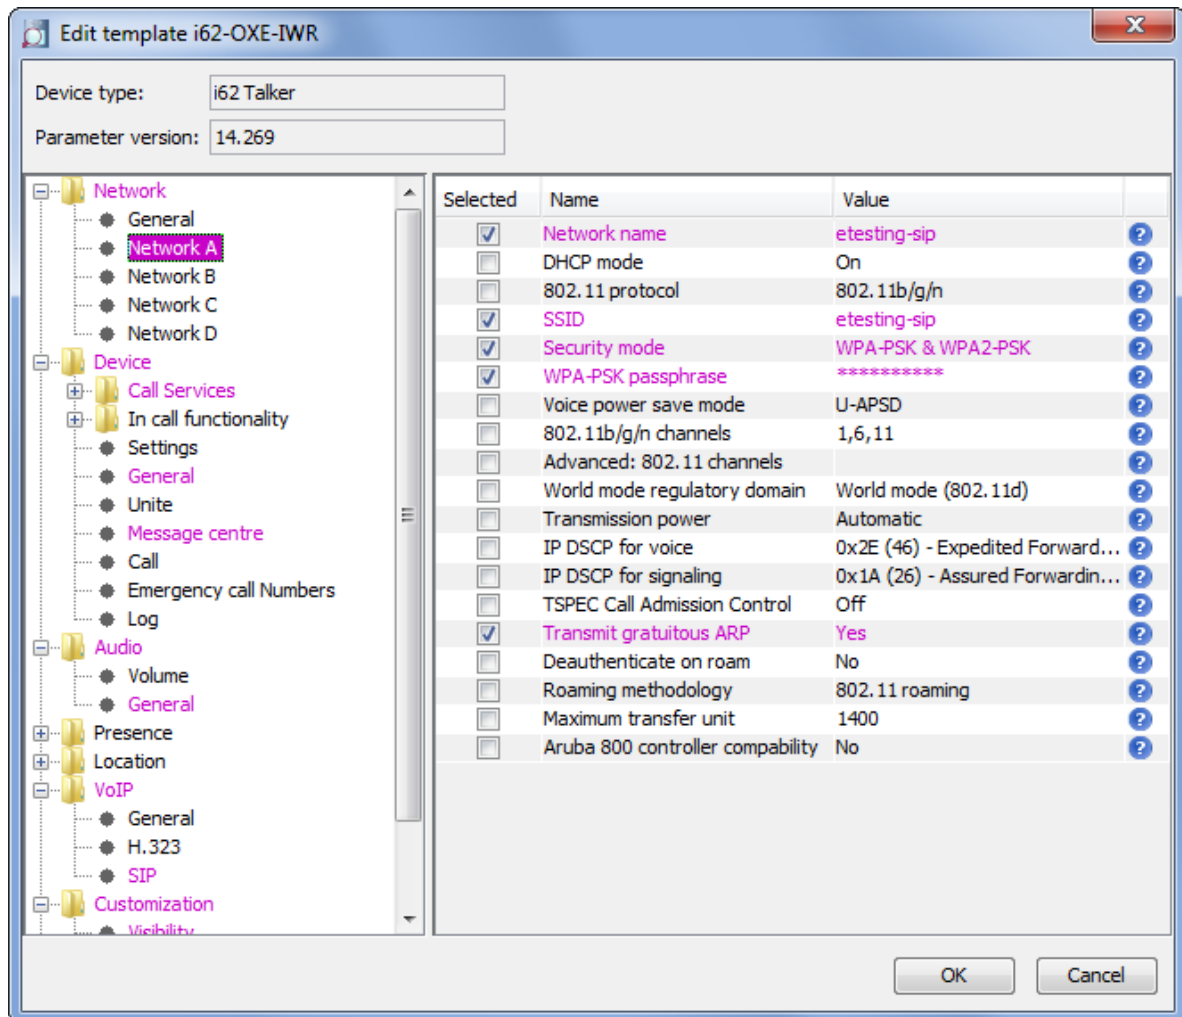 Edit template i62-OXE-IWR
Device type: i62 Talker
Parameter version: 14.269
Network
General
Network A
Network B
Network C
Network D
Device
Call Services
In call functionality
Settings
General
Unite
Message centre
Call
Emergency call Numbers
Log
Audio
Volume
General
Presence
Location
VoIP
General
H.323
SIP
Customization
Visibility
Selected Name Value
Network name etesting-sip
DHCP mode On
802.11 protocol 802.11b/g/n
SSID etesting-sip
Security mode WPA-PSK & WPA2-PSK
WPA-PSK passphrase **********
Voice power save mode U-APSD
802.11b/g/n channels 1,6,11
Advanced: 802.11 channels
World mode regulatory domain World mode (802.11d)
Transmission power Automatic
IP DSCP for voice 0x2E (46) - Expedited Forward...
IP DSCP for signaling 0x1A (26) - Assured Forwardin...
TSPEC Call Admission Control Off
Transmit gratuitous ARP Yes
Deauthenticate on roam No
Roaming methodology 802.11 roaming
Maximum transfer unit 1400
Aruba 800 controller compability No
OK Cancel